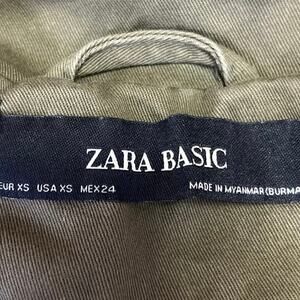 ZARA BASIC
EUR XS USA XS MEX 24 MADE IN MYANMAR (BURMA